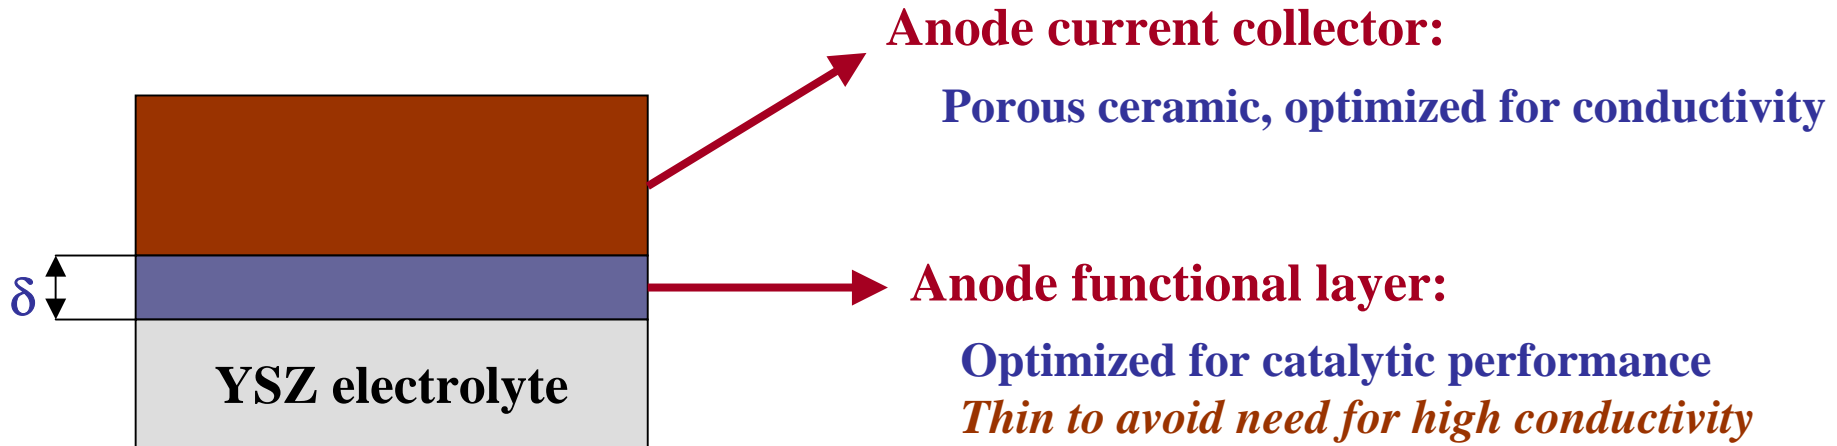 Anode current collector:
Porous ceramic, optimized for conductivity
δ
Anode functional layer:
YSZ electrolyte
Optimized for catalytic performance
Thin to avoid need for high conductivity